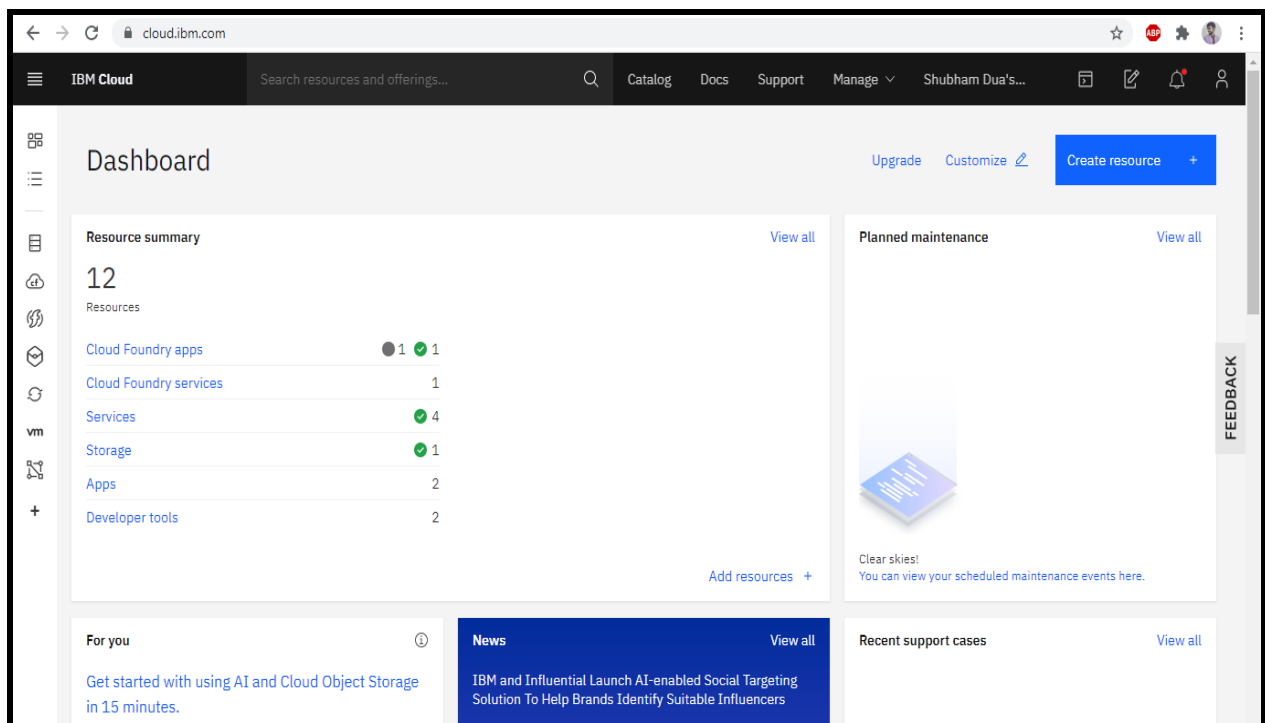 cloud.ibm.com
ABP
IBM Cloud
Search resources and offerings...
Catalog
Docs
Support
Manage
Shubham Dua's...
Dashboard
Upgrade
Customize
Create resource +
Resource summary
View all
12
Resources
Cloud Foundry apps 1 1
Cloud Foundry services 1
Services 4
Storage 1
Apps 2
Developer tools 2
Add resources +
Planned maintenance
View all
Clear skies!
You can view your scheduled maintenance events here.
cf
vm
+
FEEDBACK
For you
Get started with using AI and Cloud Object Storage
in 15 minutes.
News
View all
IBM and Influential Launch AI-enabled Social Targeting
Solution To Help Brands Identify Suitable Influencers
Recent support cases
View all